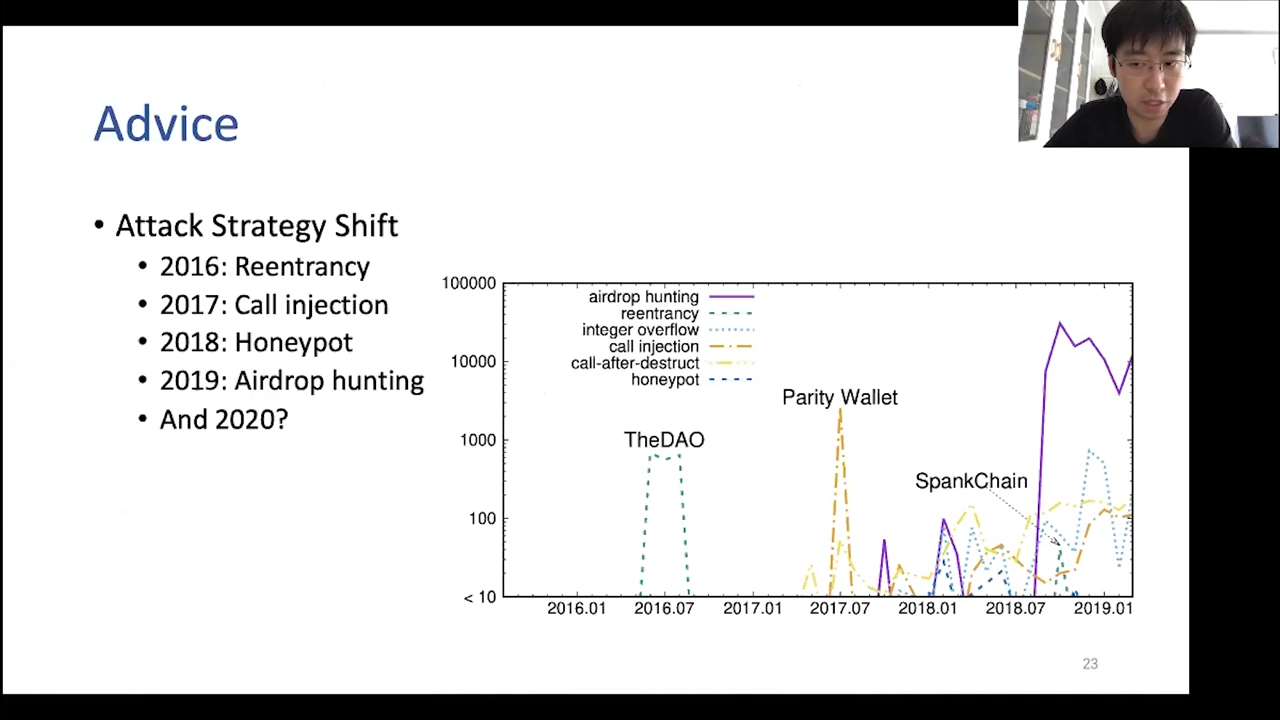 Advice
• Attack Strategy Shift
• 2016: Reentrancy
• 2017: Call injection
• 2018: Honeypot
• 2019: Airdrop hunting
• And 2020?
100000
10000
1000
100
< 10
airdrop hunting
reentrancy
integer overflow
call injection
call-after-destruct
honeypot
Parity Wallet
TheDAO
SpankChain
2016.01 2016.07 2017.01 2017.07 2018.01 2018.07 2019.01
23